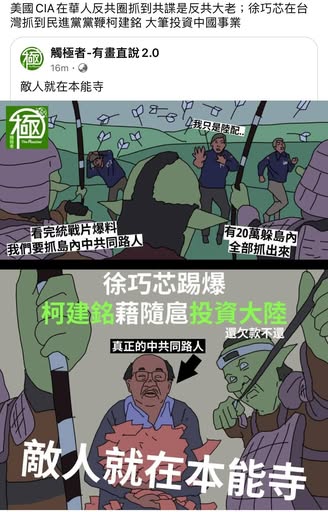 美國CIA在華人反共圈抓到共諜是反共大老；徐巧芯在台
灣抓到民進黨黨鞭柯建銘 大筆投資中國事業
觸極者-有畫直說2.0
16m ·
敵人就在本能寺
極
觸極者
The Reacher
我只是陸配..
看完統戰片爆料
我們要抓島內中共同路人
有20萬躲島內
全部抓出來
徐巧芯踢爆
柯建銘藉隨扈投資大陸
還欠款不還
真正的中共同路人
敵人就在本能寺